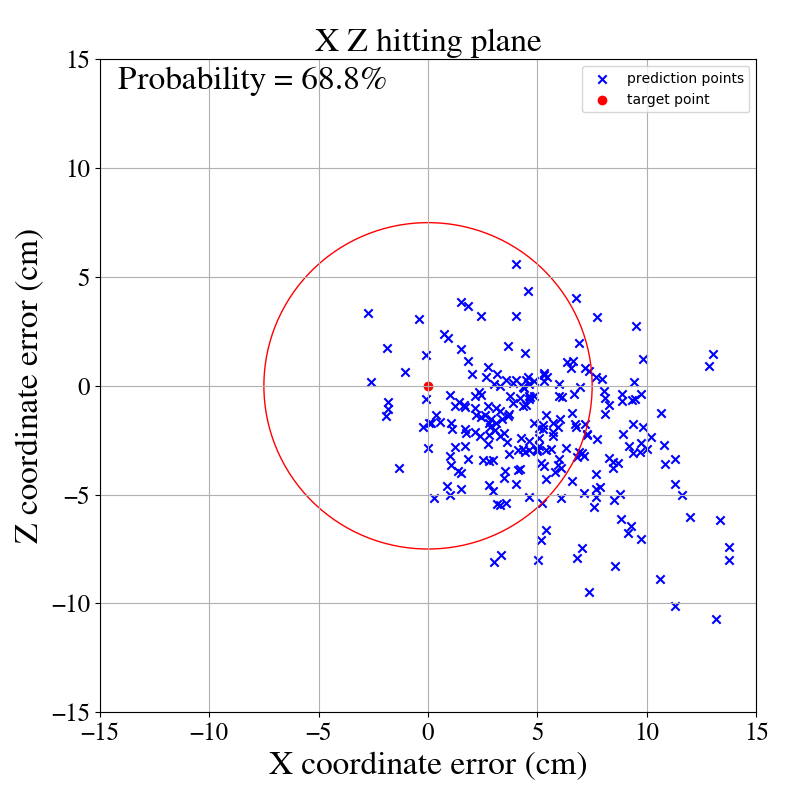 X Z hitting plane
Probability = 68.8%
prediction points
target point
15
10
5
0
−5
−10
−15
Z coordinate error (cm)
−15 −10 −5 0 5 10 15
X coordinate error (cm)